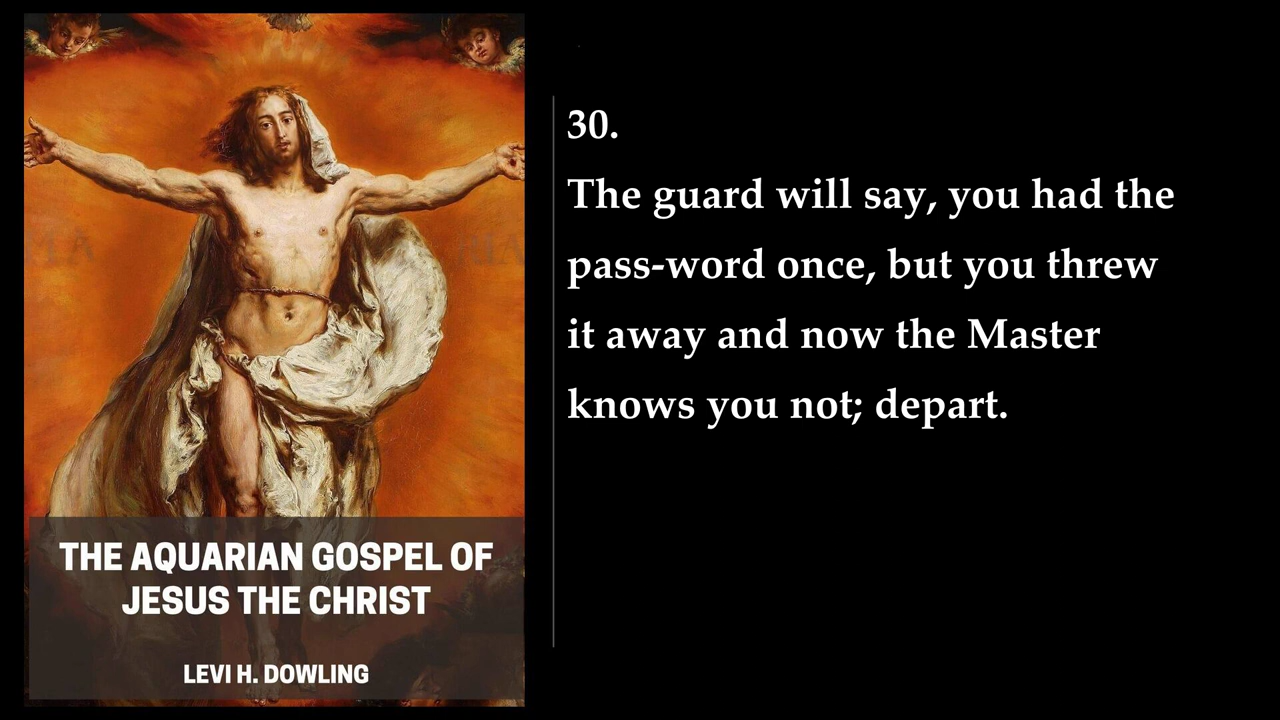 THE AQUARIAN GOSPEL OF
JESUS THE CHRIST
LEVI H. DOWLING
30.
The guard will say, you had the
pass-word once, but you threw
it away and now the Master
knows you not; depart.